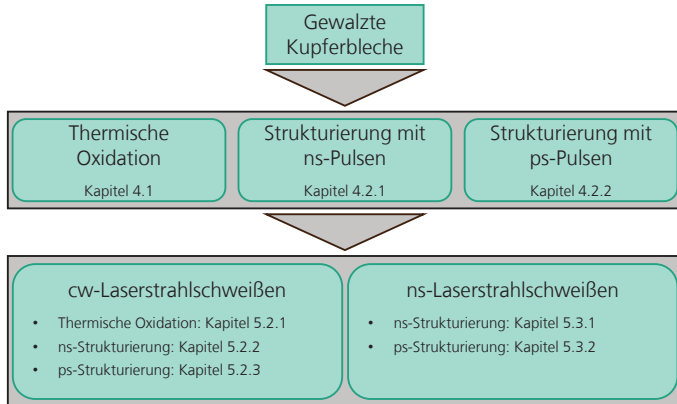 Gewalzte
Kupferbleche
Thermische
Oxidation
Kapitel 4.1
Strukturierung mit
ns-Pulsen
Kapitel 4.2.1
Strukturierung mit
ps-Pulsen
Kapitel 4.2.2
cw-Laserstrahlschweißen
• Thermische Oxidation: Kapitel 5.2.1
• ns-Strukturierung: Kapitel 5.2.2
• ps-Strukturierung: Kapitel 5.2.3
ns-Laserstrahlschweißen
• ns-Strukturierung: Kapitel 5.3.1
• ps-Strukturierung: Kapitel 5.3.2